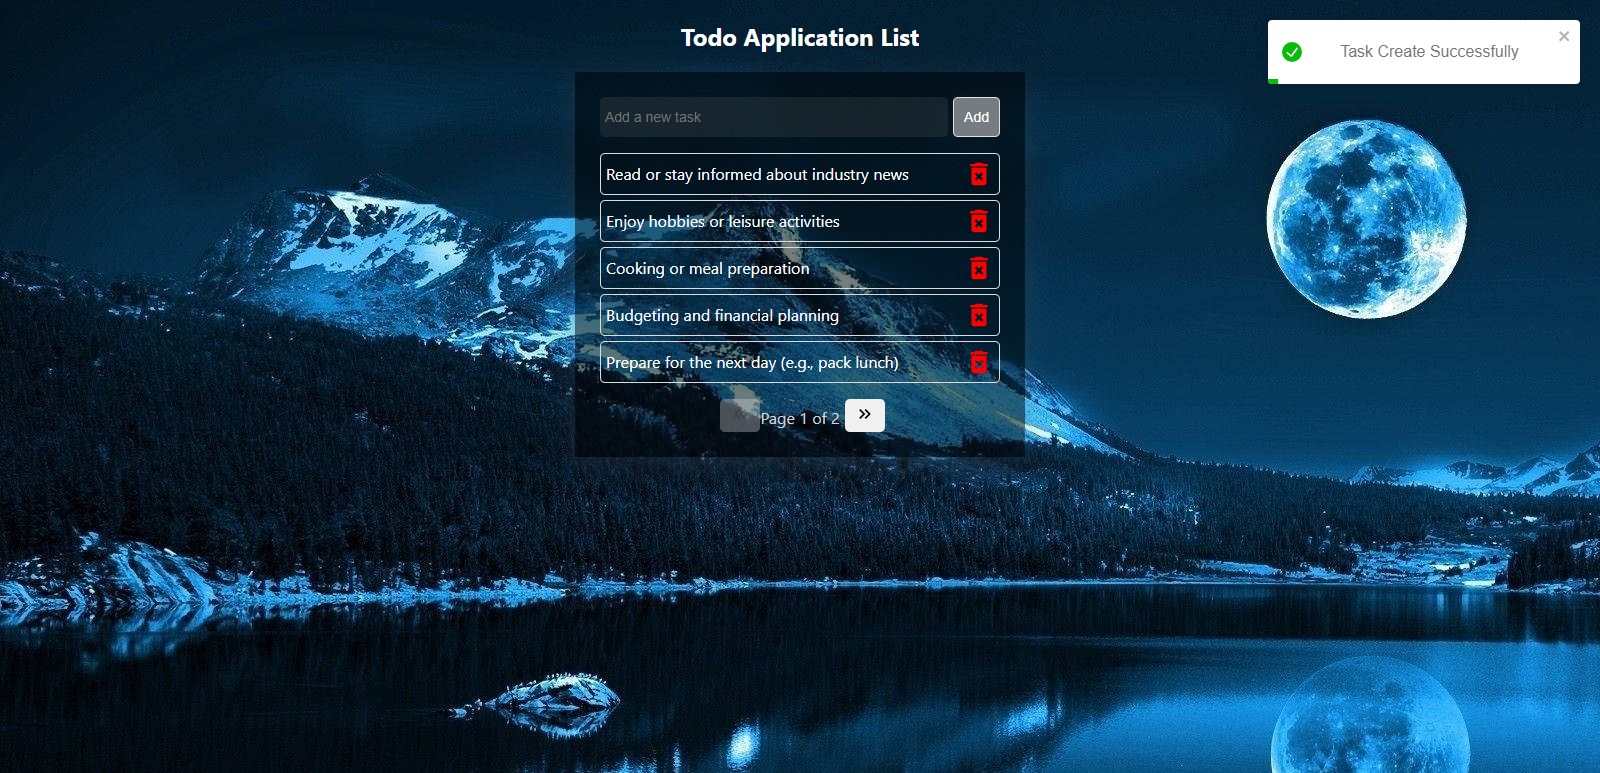 Todo Application List
Task Create Successfully
Add a new task
Add
Read or stay informed about industry news
Enjoy hobbies or leisure activities
Cooking or meal preparation
Budgeting and financial planning
Prepare for the next day (e.g., pack lunch)
Page 1 of 2